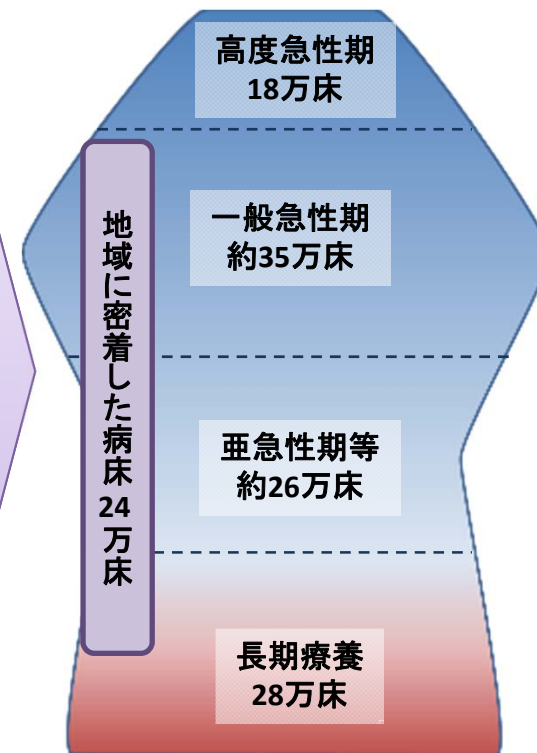 高度急性期
18万床
一般急性期
約35万床
地域に密着した病床24万床
亜急性期等
約26万床
長期療養
28万床